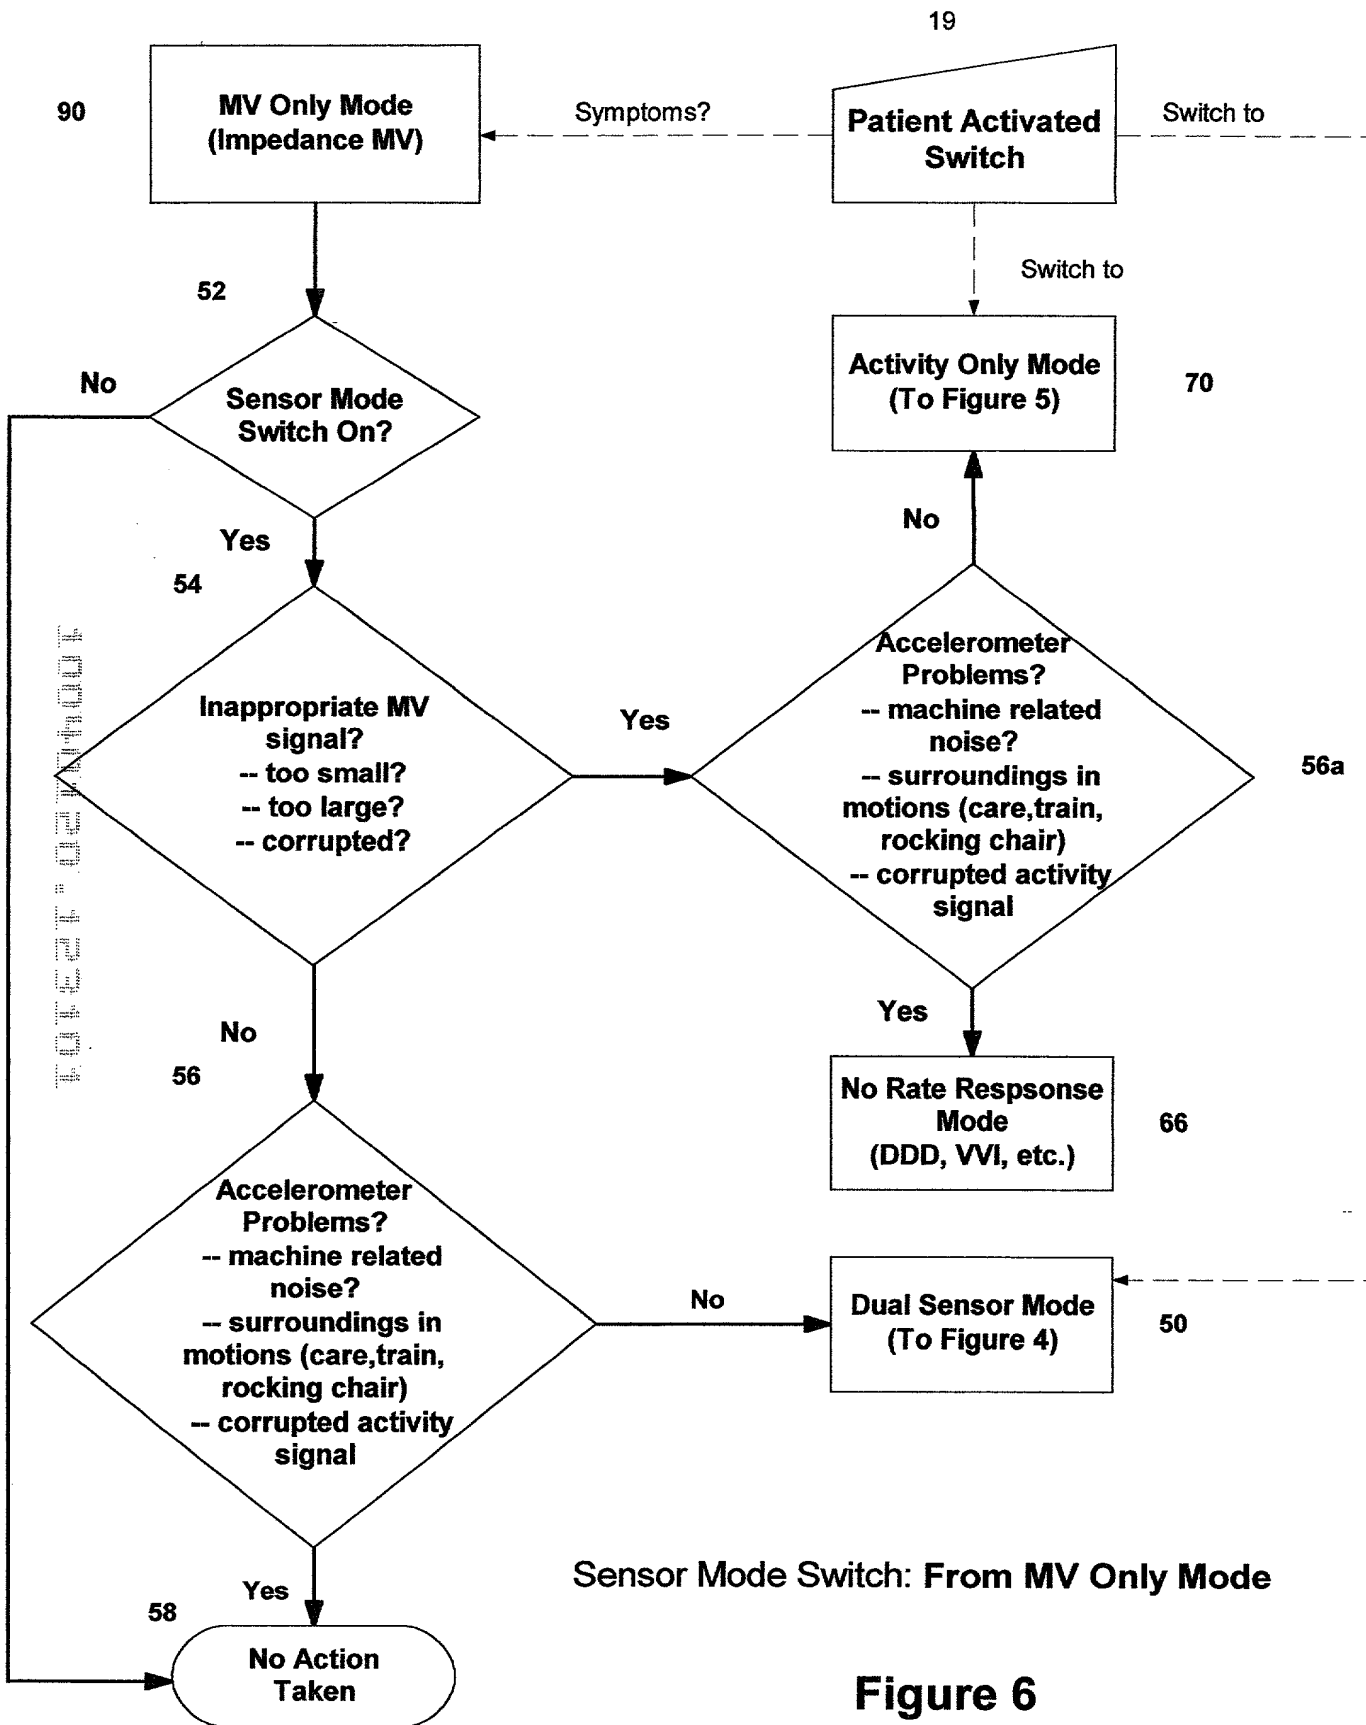 19
90
MV Only Mode
(Impedance MV)
Symptoms?
Patient Activated
Switch
Switch to
Switch to
52
No
Sensor Mode
Switch On?
Activity Only Mode
(To Figure 5)
70
Yes
No
54
Inappropriate MV
signal?
-- too small?
-- too large?
-- corrupted?
Yes
Accelerometer
Problems?
-- machine related
noise?
-- surroundings in
motions (care,train,
rocking chair)
-- corrupted activity
signal
56a
No
Yes
56
No Rate Respsonse
Mode
(DDD, VVI, etc.)
66
Accelerometer
Problems?
-- machine related
noise?
-- surroundings in
motions (care,train,
rocking chair)
-- corrupted activity
signal
No
Dual Sensor Mode
(To Figure 4)
50
Yes
58
No Action
Taken
Sensor Mode Switch: From MV Only Mode
Figure 6